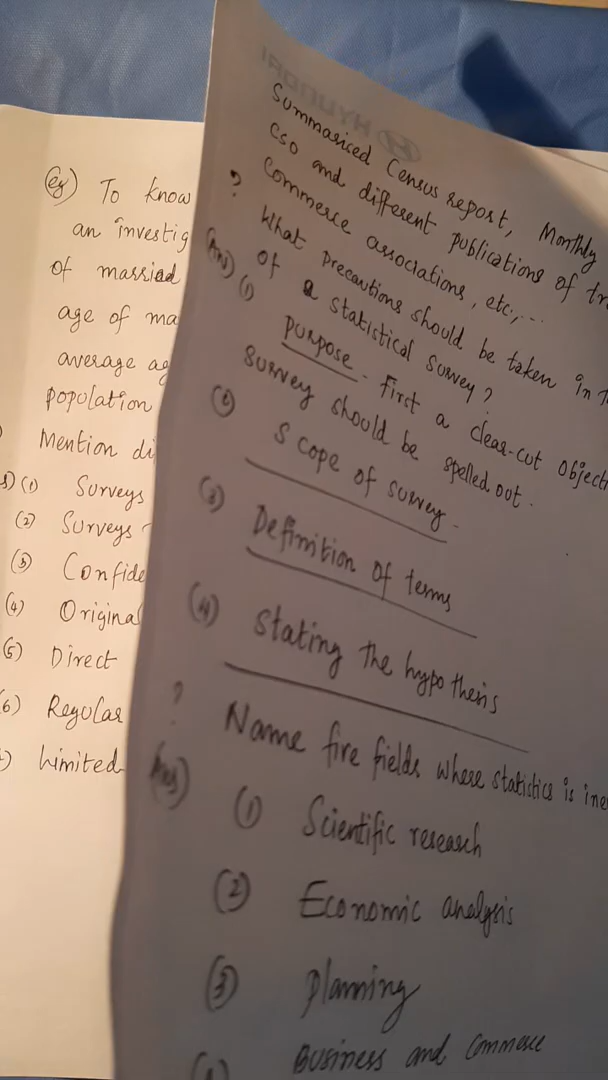 (eg) To know
an investig
of married
age of ma
average ag
population
Mention di
(1) Surveys
(2) Surveys
(3) Confide
(4) Original
(5) Direct
6) Regular
Limited
HYUNDAI
Summarised Census report, Monthly
CSO and different publications of tr
Commerce associations, etc.,...
? What precautions should be taken in
of a statistical survey?
(Ans) (1) purpose - First a clear-cut objecti
survey should be spelled out.
(2) Scope of survey -
(3) Definition of terms
(4) Stating the hypothesis
? Name five fields where statistics is ine
(Ans) (1) Scientific research
(2) Economic analysis
(3) planning
Business and commerce